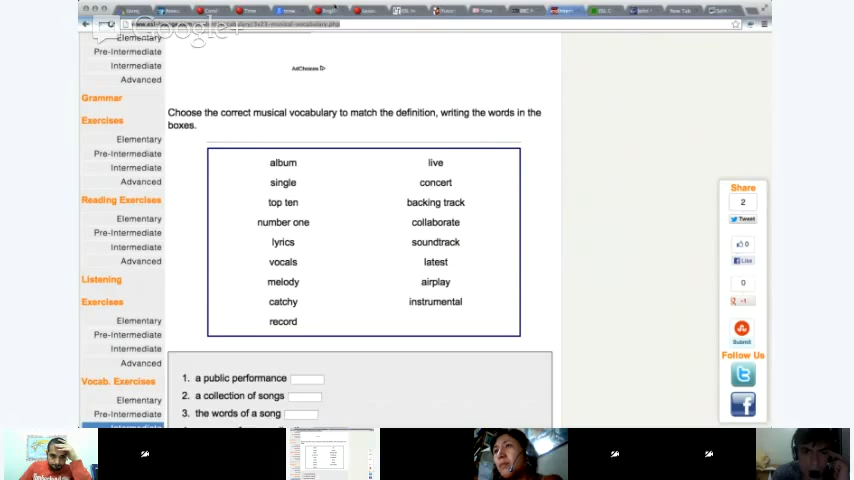 Google+
Elementary
Pre-Intermediate
Intermediate
Advanced
Grammar
Exercises
Elementary
Pre-Intermediate
Intermediate
Advanced
Reading Exercises
Elementary
Pre-Intermediate
Intermediate
Advanced
Listening
Exercises
Elementary
Pre-Intermediate
Intermediate
Advanced
Vocab. Exercises
Elementary
Pre-Intermediate
Intermediate
AdChoices
Choose the correct musical vocabulary to match the definition, writing the words in the
boxes.
album live
single concert
top ten backing track
number one collaborate
lyrics soundtrack
vocals latest
melody airplay
catchy instrumental
record
1. a public performance
2. a collection of songs
3. the words of a song
Share
2
Tweet
0
Like
0
+1
Submit
Follow Us